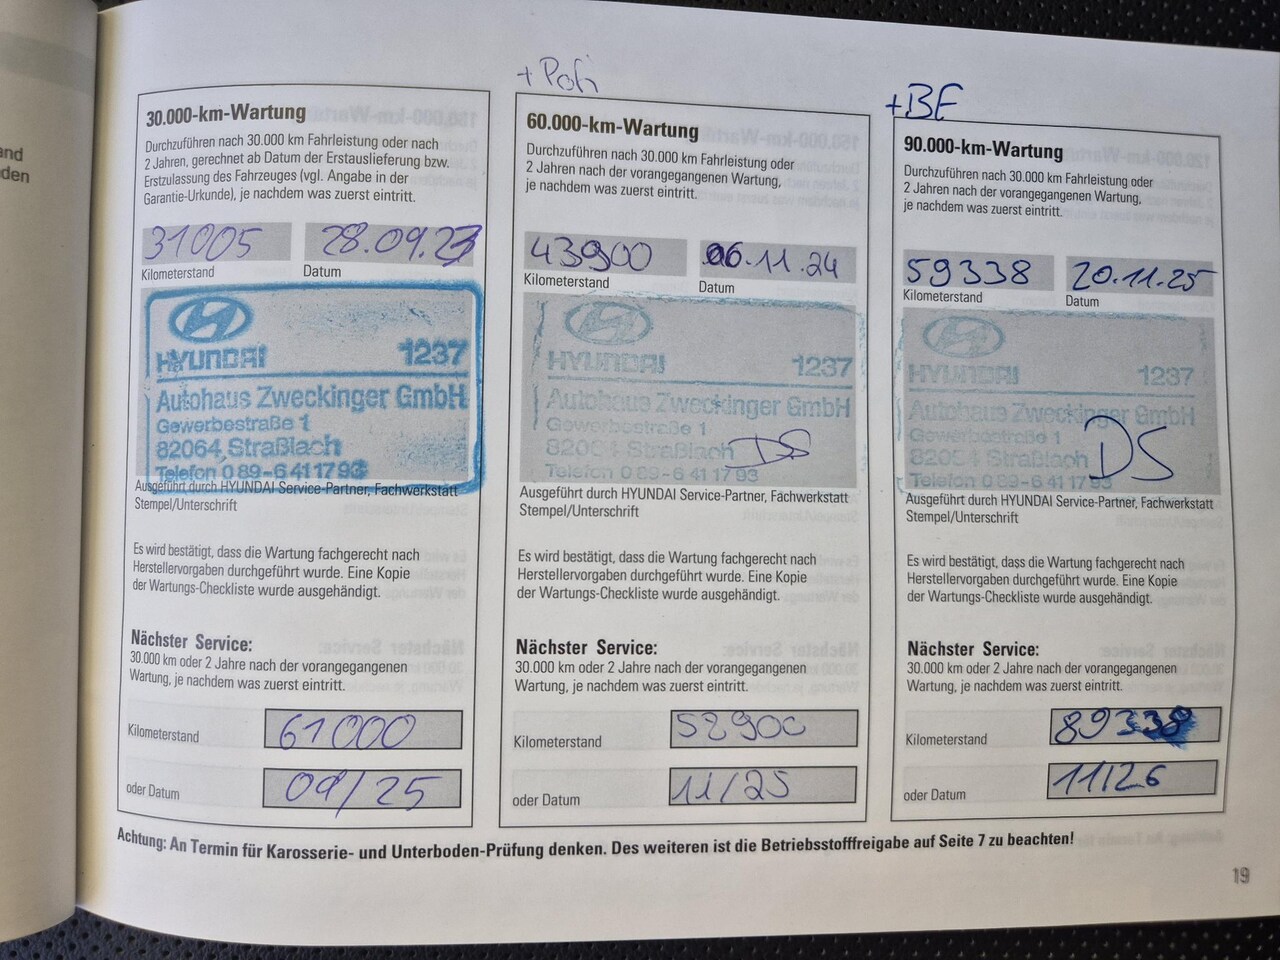 and
den
30.000-km-Wartung
Durchzuführen nach 30.000 km Fahrleistung oder nach
2 Jahren, gerechnet ab Datum der Erstauslieferung bzw.
Erstzulassung des Fahrzeuges (vgl. Angabe in der
Garantie-Urkunde), je nachdem was zuerst eintritt.
31005 28.09.23
Kilometerstand Datum
HYUNDAI 1237
Autohaus Zweckinger GmbH
Gewerbestraße 1
82064 Straßlach
Telefon 0 89-6 41 17 93
Ausgeführt durch HYUNDAI Service-Partner, Fachwerkstatt
Stempel/Unterschrift
Es wird bestätigt, dass die Wartung fachgerecht nach
Herstellervorgaben durchgeführt wurde. Eine Kopie
der Wartungs-Checkliste wurde ausgehändigt.
Nächster Service:
30.000 km oder 2 Jahre nach der vorangegangenen
Wartung, je nachdem was zuerst eintritt.
Kilometerstand 61000
oder Datum 09/25
60.000-km-Wartung
Durchzuführen nach 30.000 km Fahrleistung oder
2 Jahren nach der vorangegangenen Wartung,
je nachdem was zuerst eintritt.
43900 06.11.24
Kilometerstand Datum
HYUNDAI 1237
Autohaus Zweckinger GmbH
Gewerbestraße 1
82064 Straßlach DS
Telefon 0 89-6 41 17 93
Ausgeführt durch HYUNDAI Service-Partner, Fachwerkstatt
Stempel/Unterschrift
Es wird bestätigt, dass die Wartung fachgerecht nach
Herstellervorgaben durchgeführt wurde. Eine Kopie
der Wartungs-Checkliste wurde ausgehändigt.
Nächster Service:
30.000 km oder 2 Jahre nach der vorangegangenen
Wartung, je nachdem was zuerst eintritt.
Kilometerstand 58900
oder Datum 11/25
+BF
90.000-km-Wartung
Durchzuführen nach 30.000 km Fahrleistung oder
2 Jahren nach der vorangegangenen Wartung,
je nachdem was zuerst eintritt.
59338 20.11.25
Kilometerstand Datum
HYUNDAI 1237
Autohaus Zweckinger GmbH
Gewerbestraße 1
82064 Straßlach DS
Telefon 0 89-6 41 17 93
Ausgeführt durch HYUNDAI Service-Partner, Fachwerkstatt
Stempel/Unterschrift
Es wird bestätigt, dass die Wartung fachgerecht nach
Herstellervorgaben durchgeführt wurde. Eine Kopie
der Wartungs-Checkliste wurde ausgehändigt.
Nächster Service:
30.000 km oder 2 Jahre nach der vorangegangenen
Wartung, je nachdem was zuerst eintritt.
Kilometerstand 89338
oder Datum 11/26
Achtung: An Termin für Karosserie- und Unterboden-Prüfung denken. Des weiteren ist die Betriebsstofffreigabe auf Seite 7 zu beachten!
19